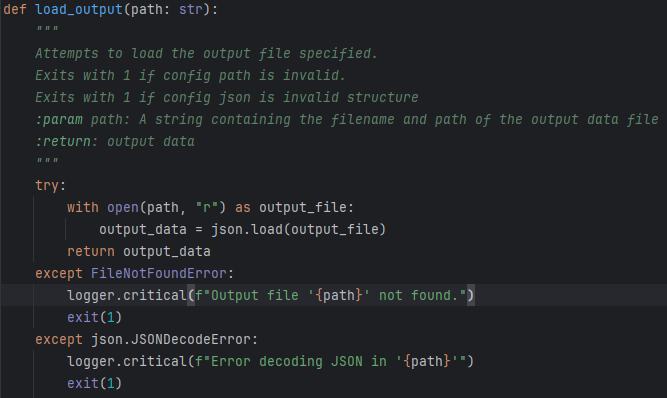 def load_output(path: str):
    """
    Attempts to load the output file specified.
    Exits with 1 if config path is invalid.
    Exits with 1 if config json is invalid structure
    :param path: A string containing the filename and path of the output data file
    :return: output data
    """
    try:
        with open(path, "r") as output_file:
            output_data = json.load(output_file)
        return output_data
    except FileNotFoundError:
        logger.critical(f"Output file '{path}' not found.")
        exit(1)
    except json.JSONDecodeError:
        logger.critical(f"Error decoding JSON in '{path}'")
        exit(1)